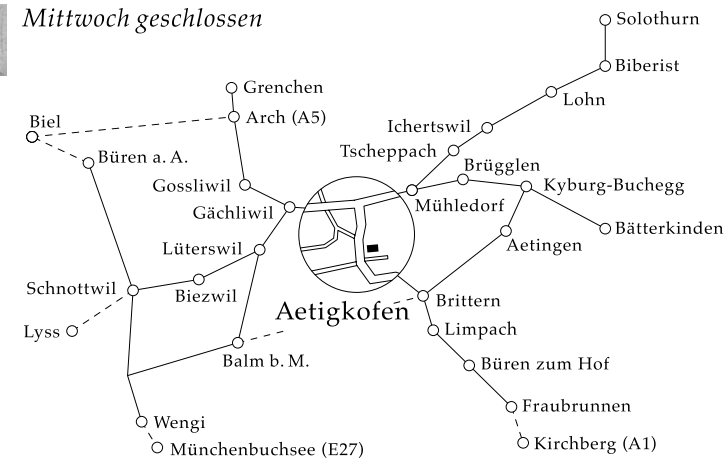 Mittwoch geschlossen
Solothurn
Biberist
Grenchen
Lohn
Biel
Arch (A5)
Ichertswil
Tscheppach
Büren a. A.
Brügglen
Gossliwil
Kyburg-Buchegg
Gächliwil
Mühledorf
Bätterkinden
Lüterswil
Aetingen
Schnottwil
Biezwil
Aetigkofen
Brittern
Lyss
Limpach
Balm b. M.
Büren zum Hof
Fraubrunnen
Wengi
Kirchberg (A1)
Münchenbuchsee (E27)